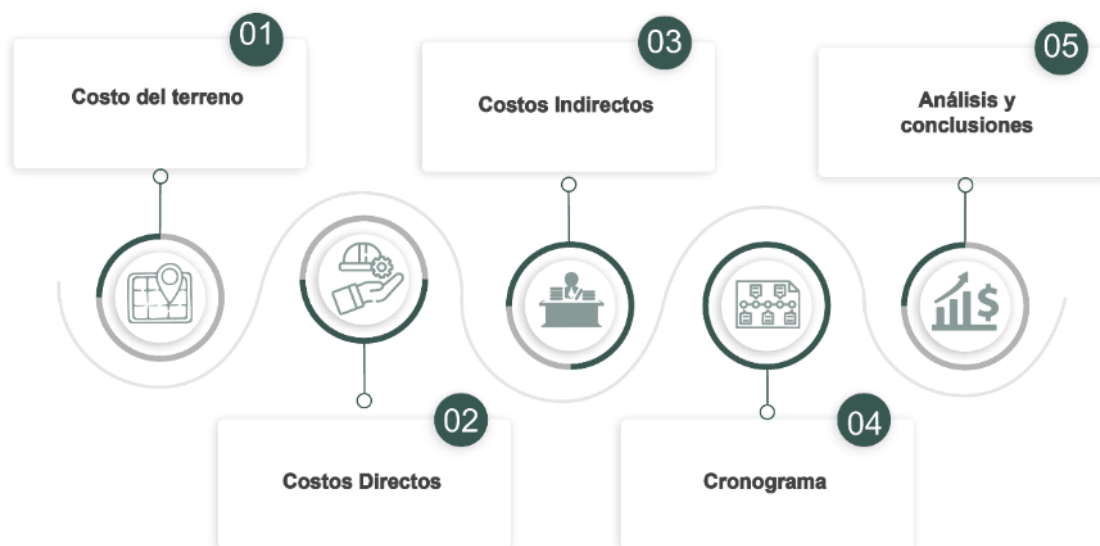 01
Costo del terreno
02
Costos Directos
03
Costos Indirectos
04
Cronograma
05
Análisis y
conclusiones